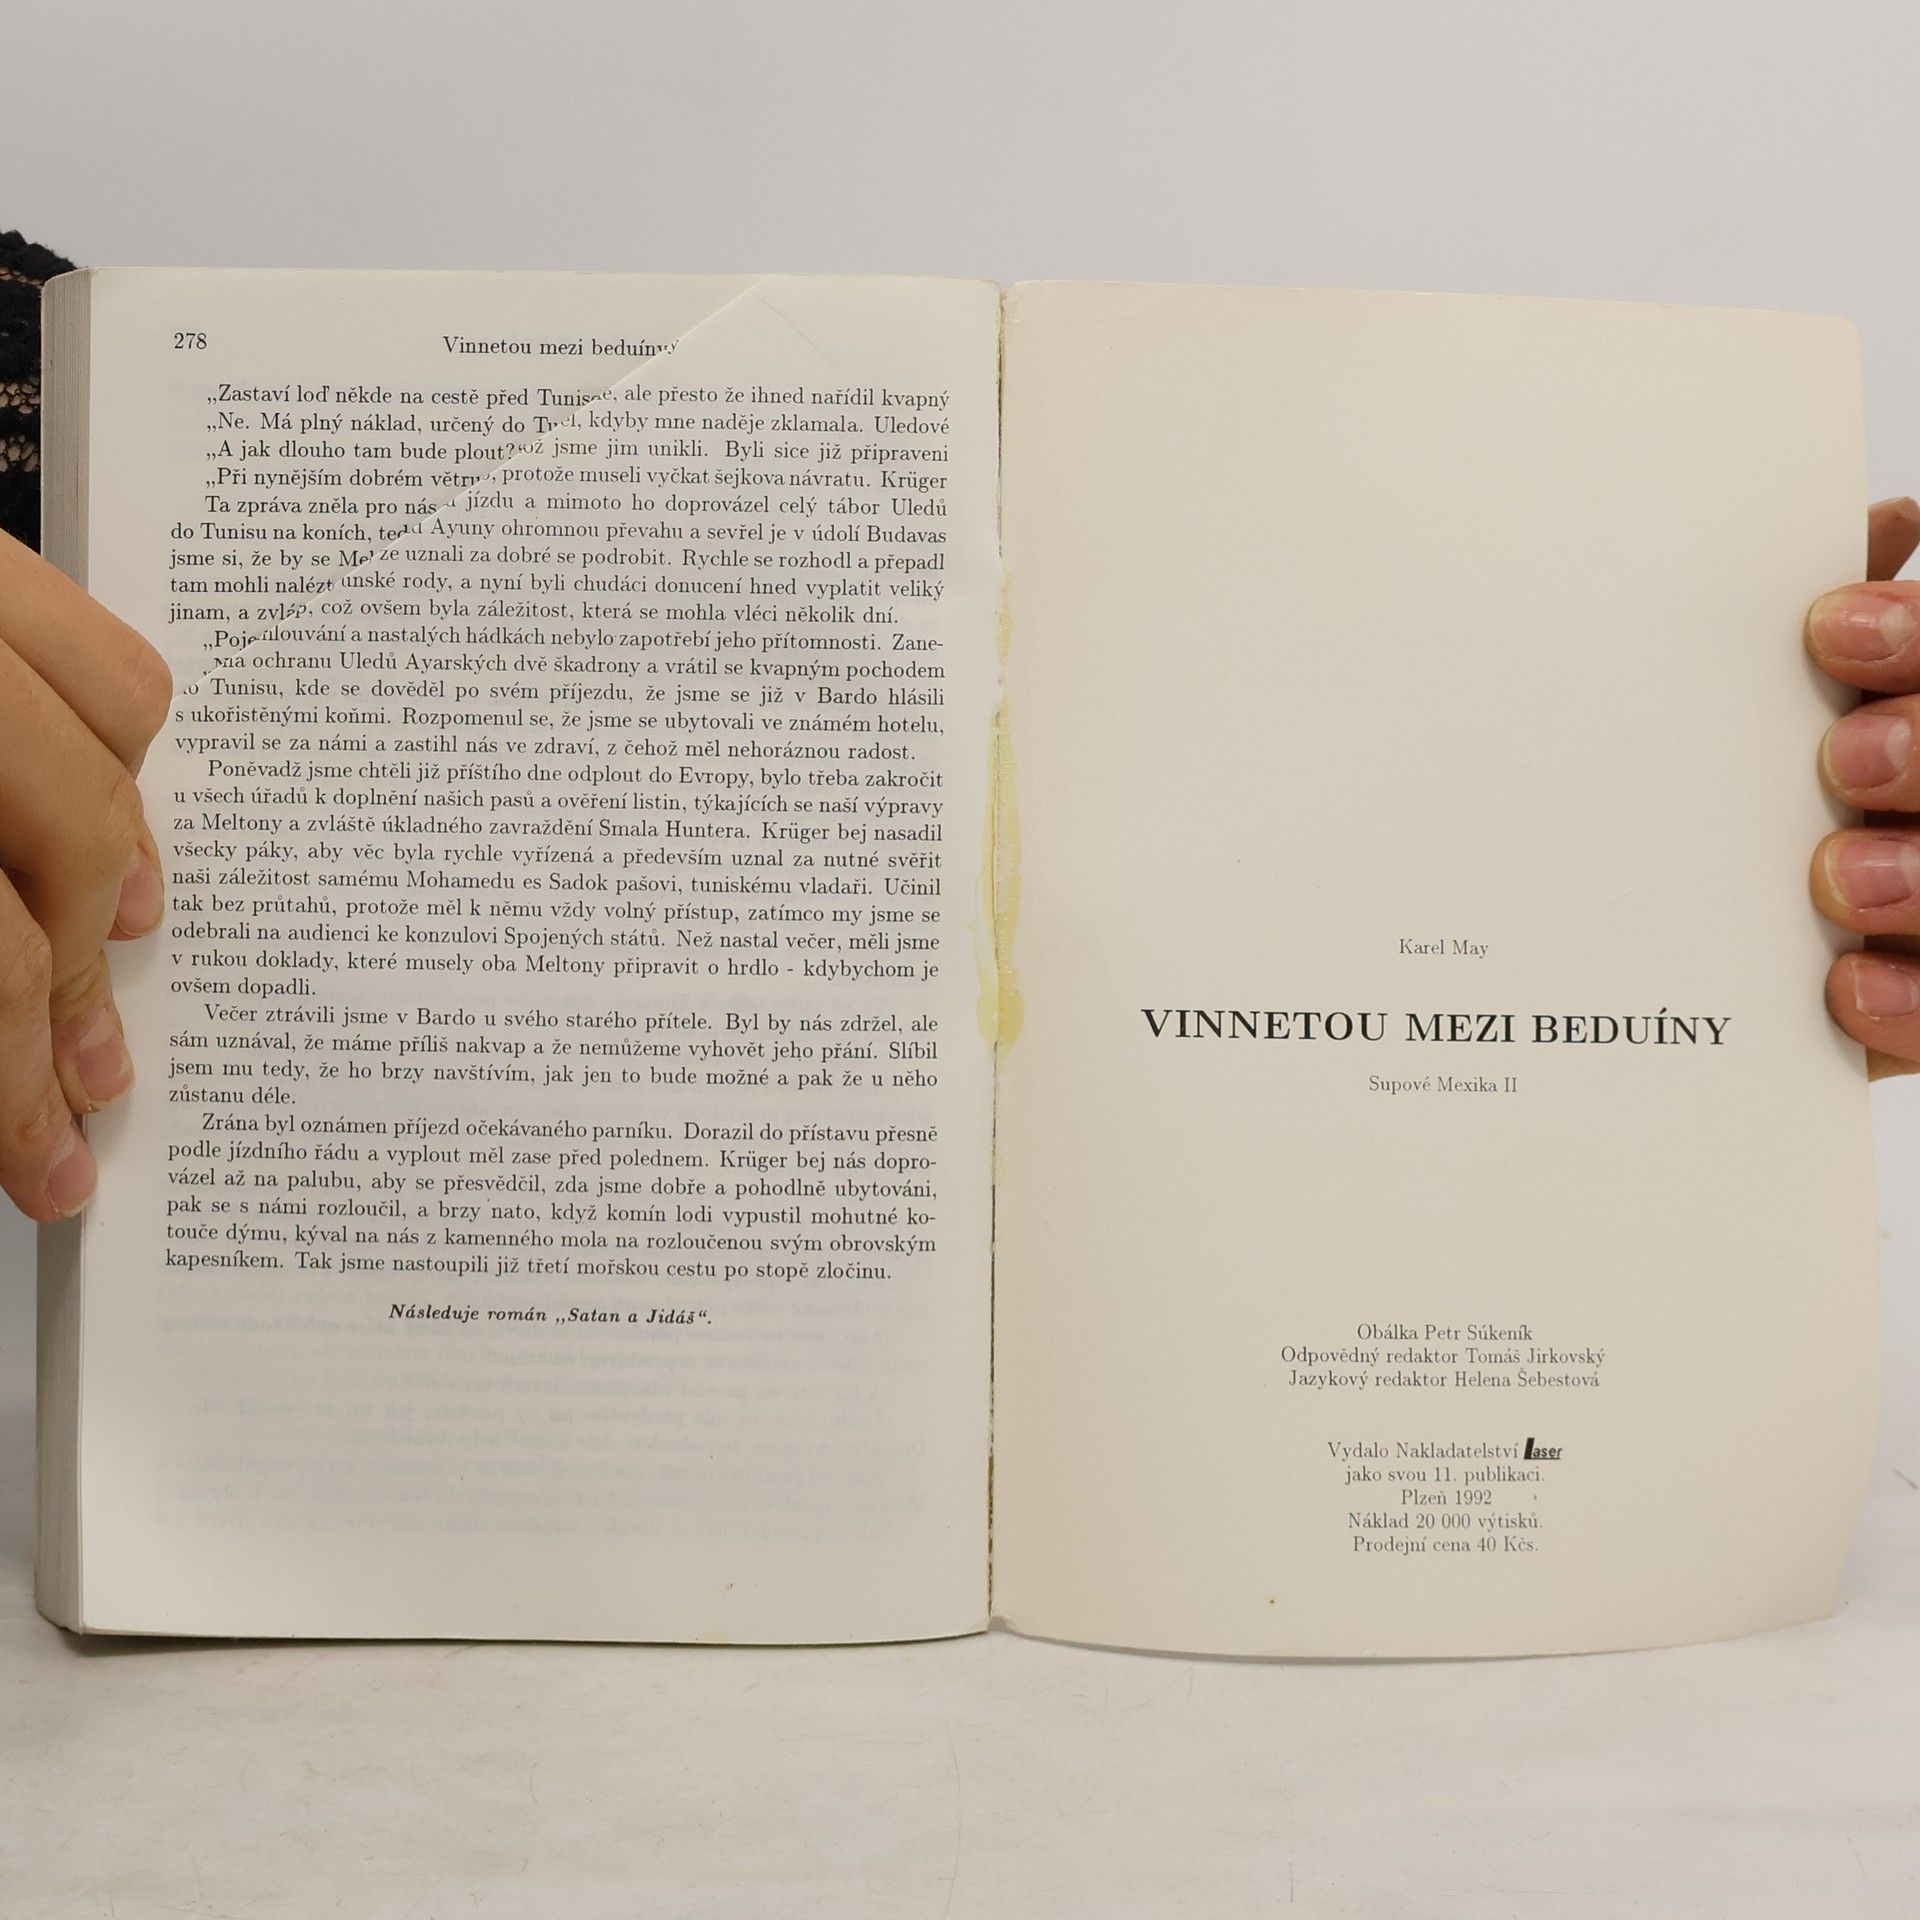 278 Vinnetou mezi beduíny
„Zastaví loď někde na cestě před ale přesto že ihned nařídil kvapný
„Ne. Má plný náklad, určený do kdyby mne naděje zklamala. Uledové
„A jak dlouho tam bude plout? jsme jim unikli. Byli sice již připraveni
„Při nynějším dobrém protože museli vyčkat šejkova návratu. Krüger
Ta zpráva zněla pro nás jízdu a mimoto ho doprovázel celý tábor Uledů
do Tunisu na koních, Ayuny ohromnou převahu a sevřel je v údolí Budavas
jsme si, že by se že uznali za dobré se podrobit. Rychle se rozhodl a přepadl
tam mohli nalézt rody, a nyní byli chudáci donucení hned vyplatit veliký
jinam, a což ovšem byla záležitost, která se mohla vléci několik dní.
a nastalých hádkách nebylo zapotřebí jeho přítomnosti. Zane-
ochranu Uledů Ayarských dvě škadrony a vrátil se kvapným pochodem
Tunisu, kde se dověděl po svém příjezdu, že jsme se již v Bardo hlásili
s ukořistěnými koňmi. Rozpomenul se, že jsme se ubytovali ve známém hotelu,
vypravil se za námi a zastihl nás ve zdraví, z čehož měl nehoráznou radost.
Poněvadž jsme chtěli již příštího dne odplout do Evropy, bylo třeba zakročit
u všech úřadů k doplnění našich pasů a ověření listin, týkajících se naší výpravy
za Meltony a zvláště úkladného zavraždění Smala Huntera. Krüger bej nasadil
všecky páky, aby věc byla rychle vyřízená a především uznal za nutné svěřit
naši záležitost samému Mohamedu es Sadok pašovi, tuniskému vladaři. Učinil
tak bez průtahů, protože měl k němu vždy volný přístup, zatímco my jsme se
odebrali na audienci ke konzulovi Spojených států. Než nastal večer, měli jsme
v rukou doklady, které musely oba Meltony připravit o hrdlo - kdybychom je
ovšem dopadli.
Večer ztrávili jsme v Bardo u svého starého přítele. Byl by nás zdržel, ale
sám uznával, že máme příliš nakvap a že nemůžeme vyhovět jeho přání. Slíbil
jsem mu tedy, že ho brzy navštívím, jak jen to bude možné a pak že u něho
zůstanu déle.
Zrána byl oznámen příjezd očekávaného parníku. Dorazil do přístavu přesně
podle jízdního řádu a vyplout měl zase před polednem. Krüger bej nás dopro-
vázel až na palubu, aby se přesvědčil, zda jsme dobře a pohodlně ubytováni,
pak se s námi rozloučil, a brzy nato, když komín lodi vypustil mohutné ko-
touče dýmu, kýval na nás z kamenného mola na rozloučenou svým obrovským
kapesníkem. Tak jsme nastoupili již třetí mořskou cestu po stopě zločinu.
Následuje román „Satan a Jidáš“.
Karel May
VINNETOU MEZI BEDUÍNY
Supové Mexika II
Obálka Petr Súkeník
Odpovědný redaktor Tomáš Jirkovský
Jazykový redaktor Helena Šebestová
Vydalo Nakladatelství laser
jako svou 11. publikaci.
Plzeň 1992
Náklad 20 000 výtisků.
Prodejní cena 40 Kčs.